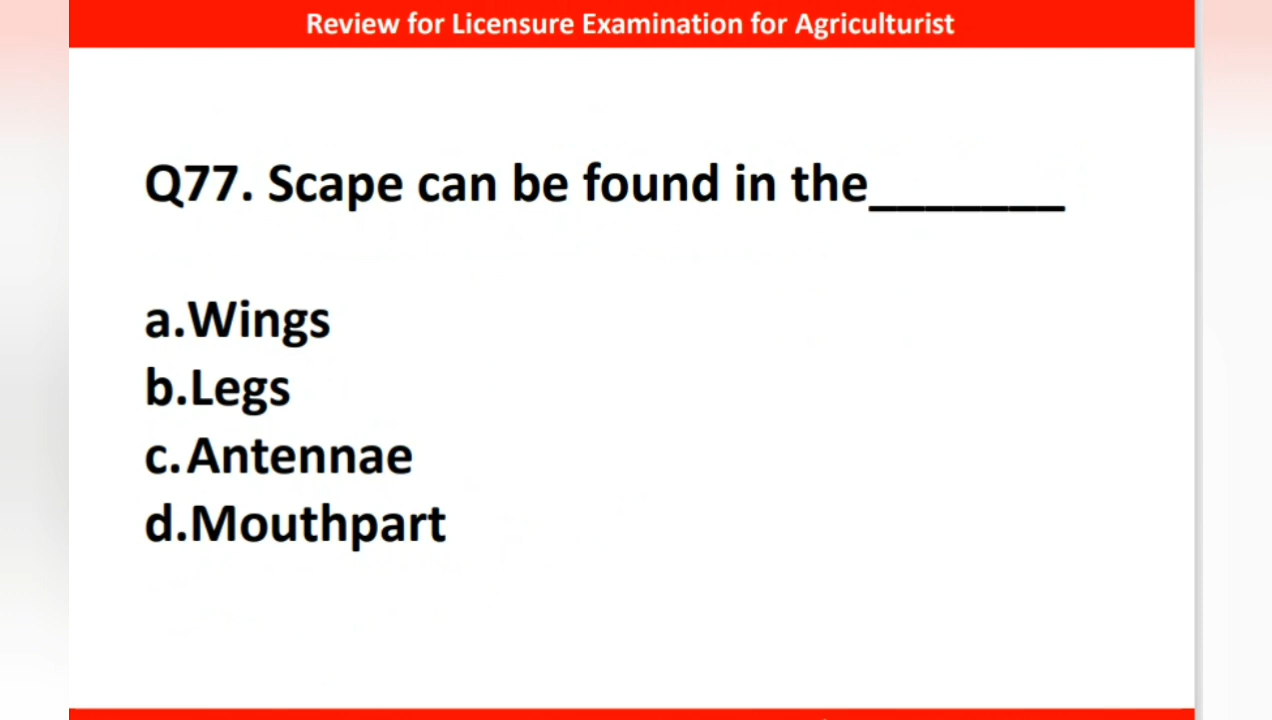 Review for Licensure Examination for Agriculturist
Q77. Scape can be found in the_______
a.Wings
b.Legs
c.Antennae
d.Mouthpart